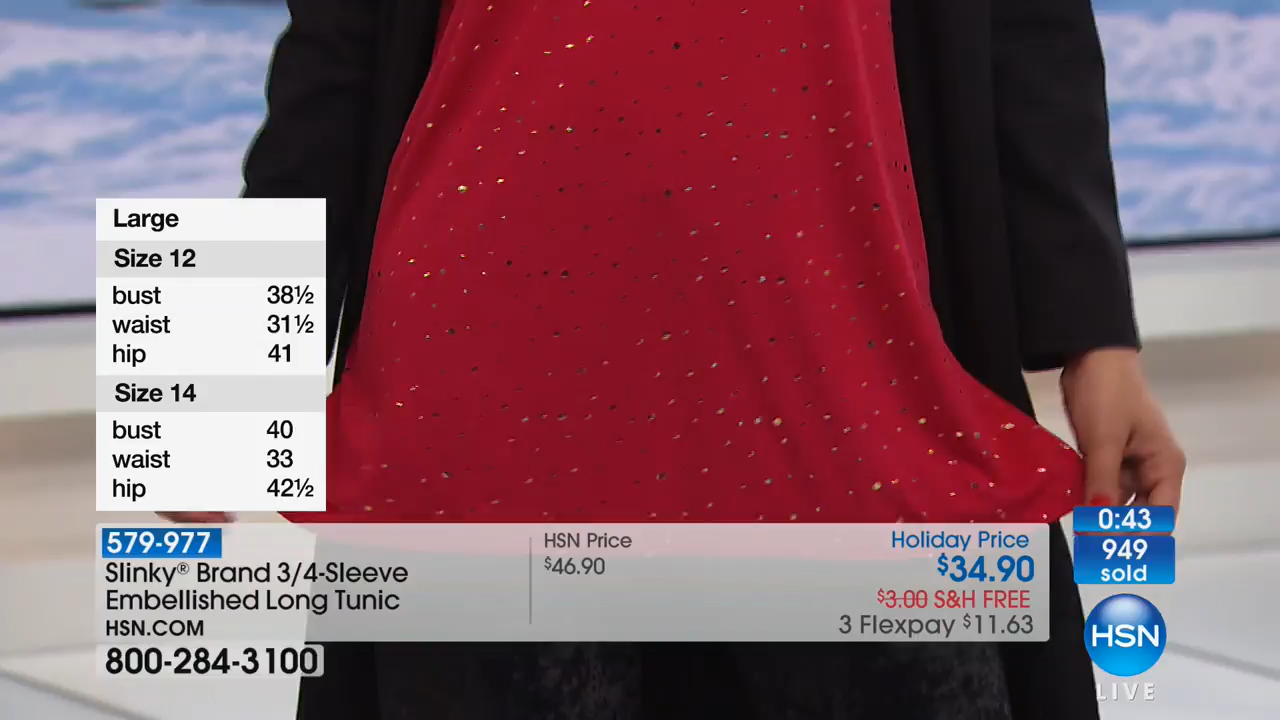 Large
Size 12
bust 38½
waist 31½
hip 41
Size 14
bust 40
waist 33
hip 42½
579-977
Slinky® Brand 3/4-Sleeve
Embellished Long Tunic
HSN.COM
800-284-3100
HSN Price
$46.90
Holiday Price
$34.90
$3.00 S&H FREE
3 Flexpay $11.63
0:43
949
sold
HSN
LIVE